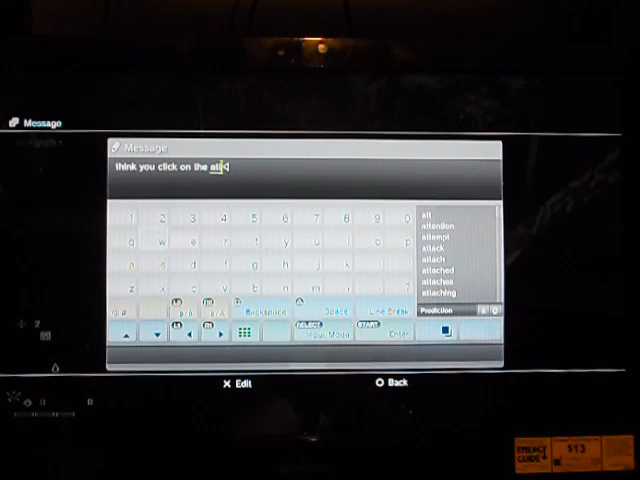 Message
Message
think you click on the att
1 2 3 4 5 6 7 8 9 0
q w e r t y u i o p
a s d f g h j k l
z x c v b n m , . ?
att
attention
attempt
attack
attach
attached
attaches
attaching
Prediction
@# a/A à/A Backspace Space Line Break
SELECT Input Mode START Enter
X Edit O Back
ENERGY GUIDE $13